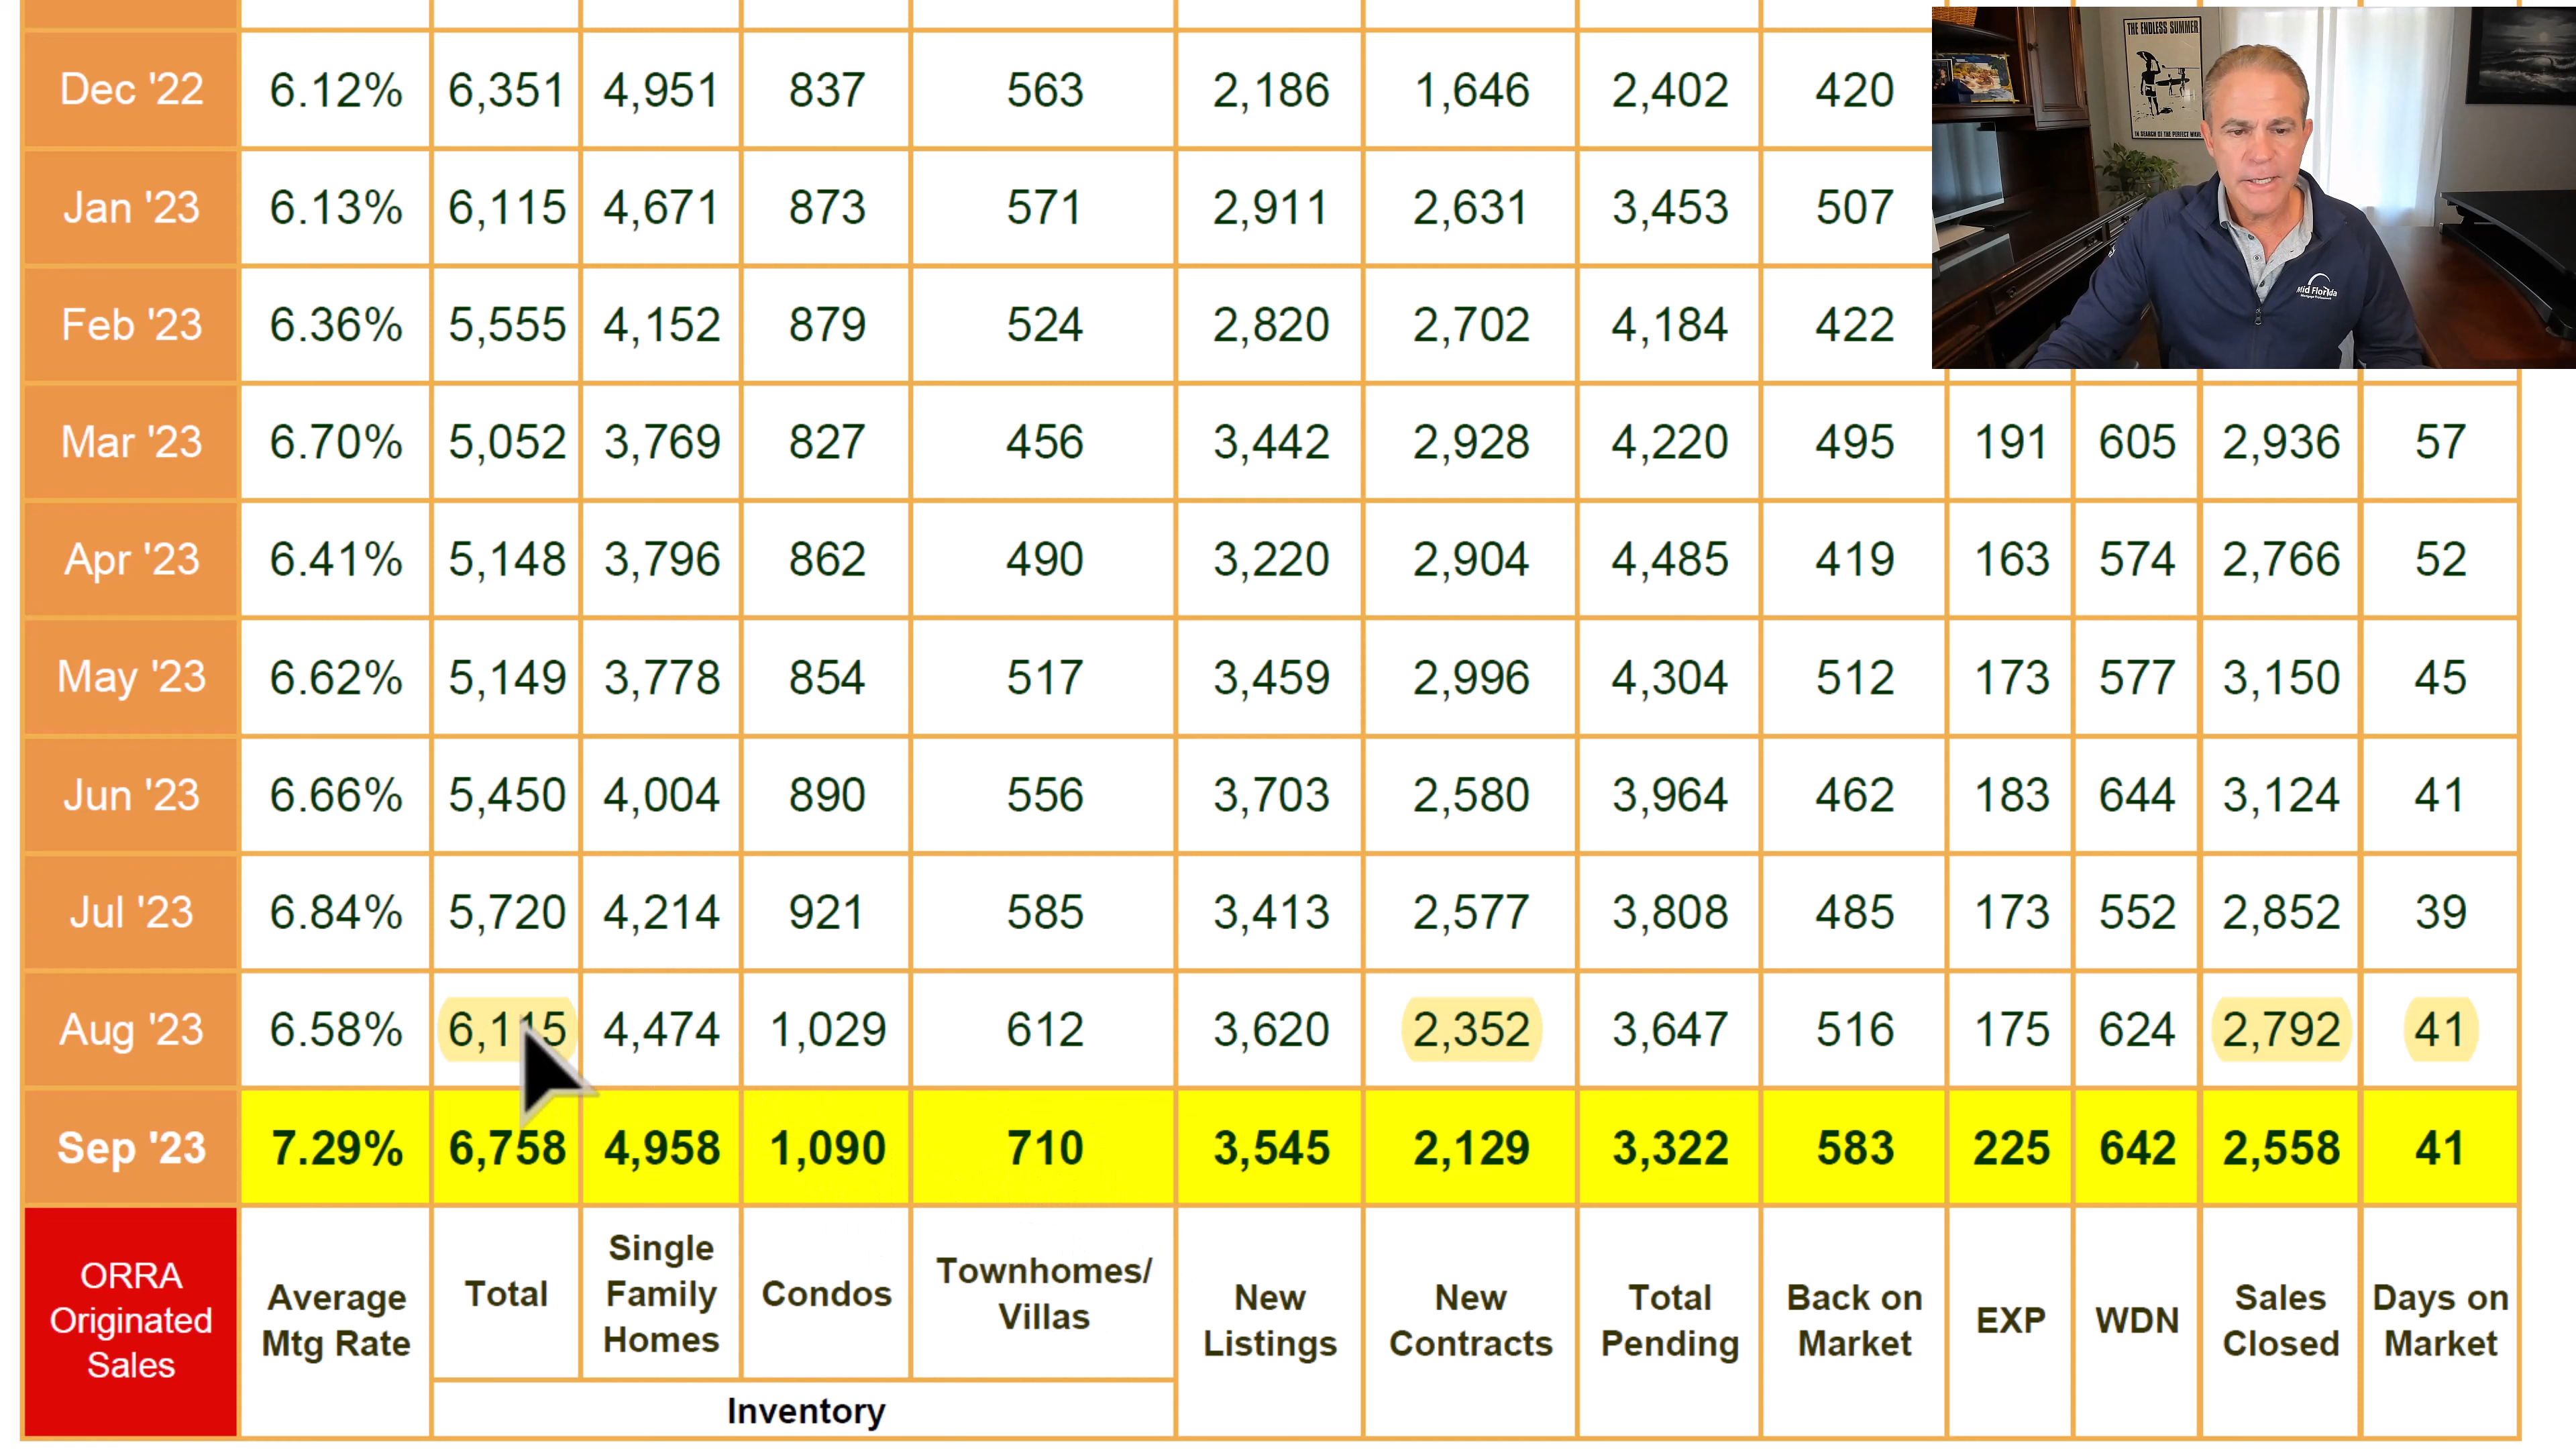 THE ENDLESS SUMMER
IN SEARCH OF THE PERFECT WAVE
Mid Florida
Dec '22 6.12% 6,351 4,951 837 563 2,186 1,646 2,402 420
Jan '23 6.13% 6,115 4,671 873 571 2,911 2,631 3,453 507
Feb '23 6.36% 5,555 4,152 879 524 2,820 2,702 4,184 422
Mar '23 6.70% 5,052 3,769 827 456 3,442 2,928 4,220 495 191 605 2,936 57
Apr '23 6.41% 5,148 3,796 862 490 3,220 2,904 4,485 419 163 574 2,766 52
May '23 6.62% 5,149 3,778 854 517 3,459 2,996 4,304 512 173 577 3,150 45
Jun '23 6.66% 5,450 4,004 890 556 3,703 2,580 3,964 462 183 644 3,124 41
Jul '23 6.84% 5,720 4,214 921 585 3,413 2,577 3,808 485 173 552 2,852 39
Aug '23 6.58% 6,115 4,474 1,029 612 3,620 2,352 3,647 516 175 624 2,792 41
Sep '23 7.29% 6,758 4,958 1,090 710 3,545 2,129 3,322 583 225 642 2,558 41
ORRA
Originated
Sales
Average
Mtg Rate
Total
Single
Family
Homes
Condos
Townhomes/
Villas
New
Listings
New
Contracts
Total
Pending
Back on
Market
EXP
WDN
Sales
Closed
Days on
Market
Inventory